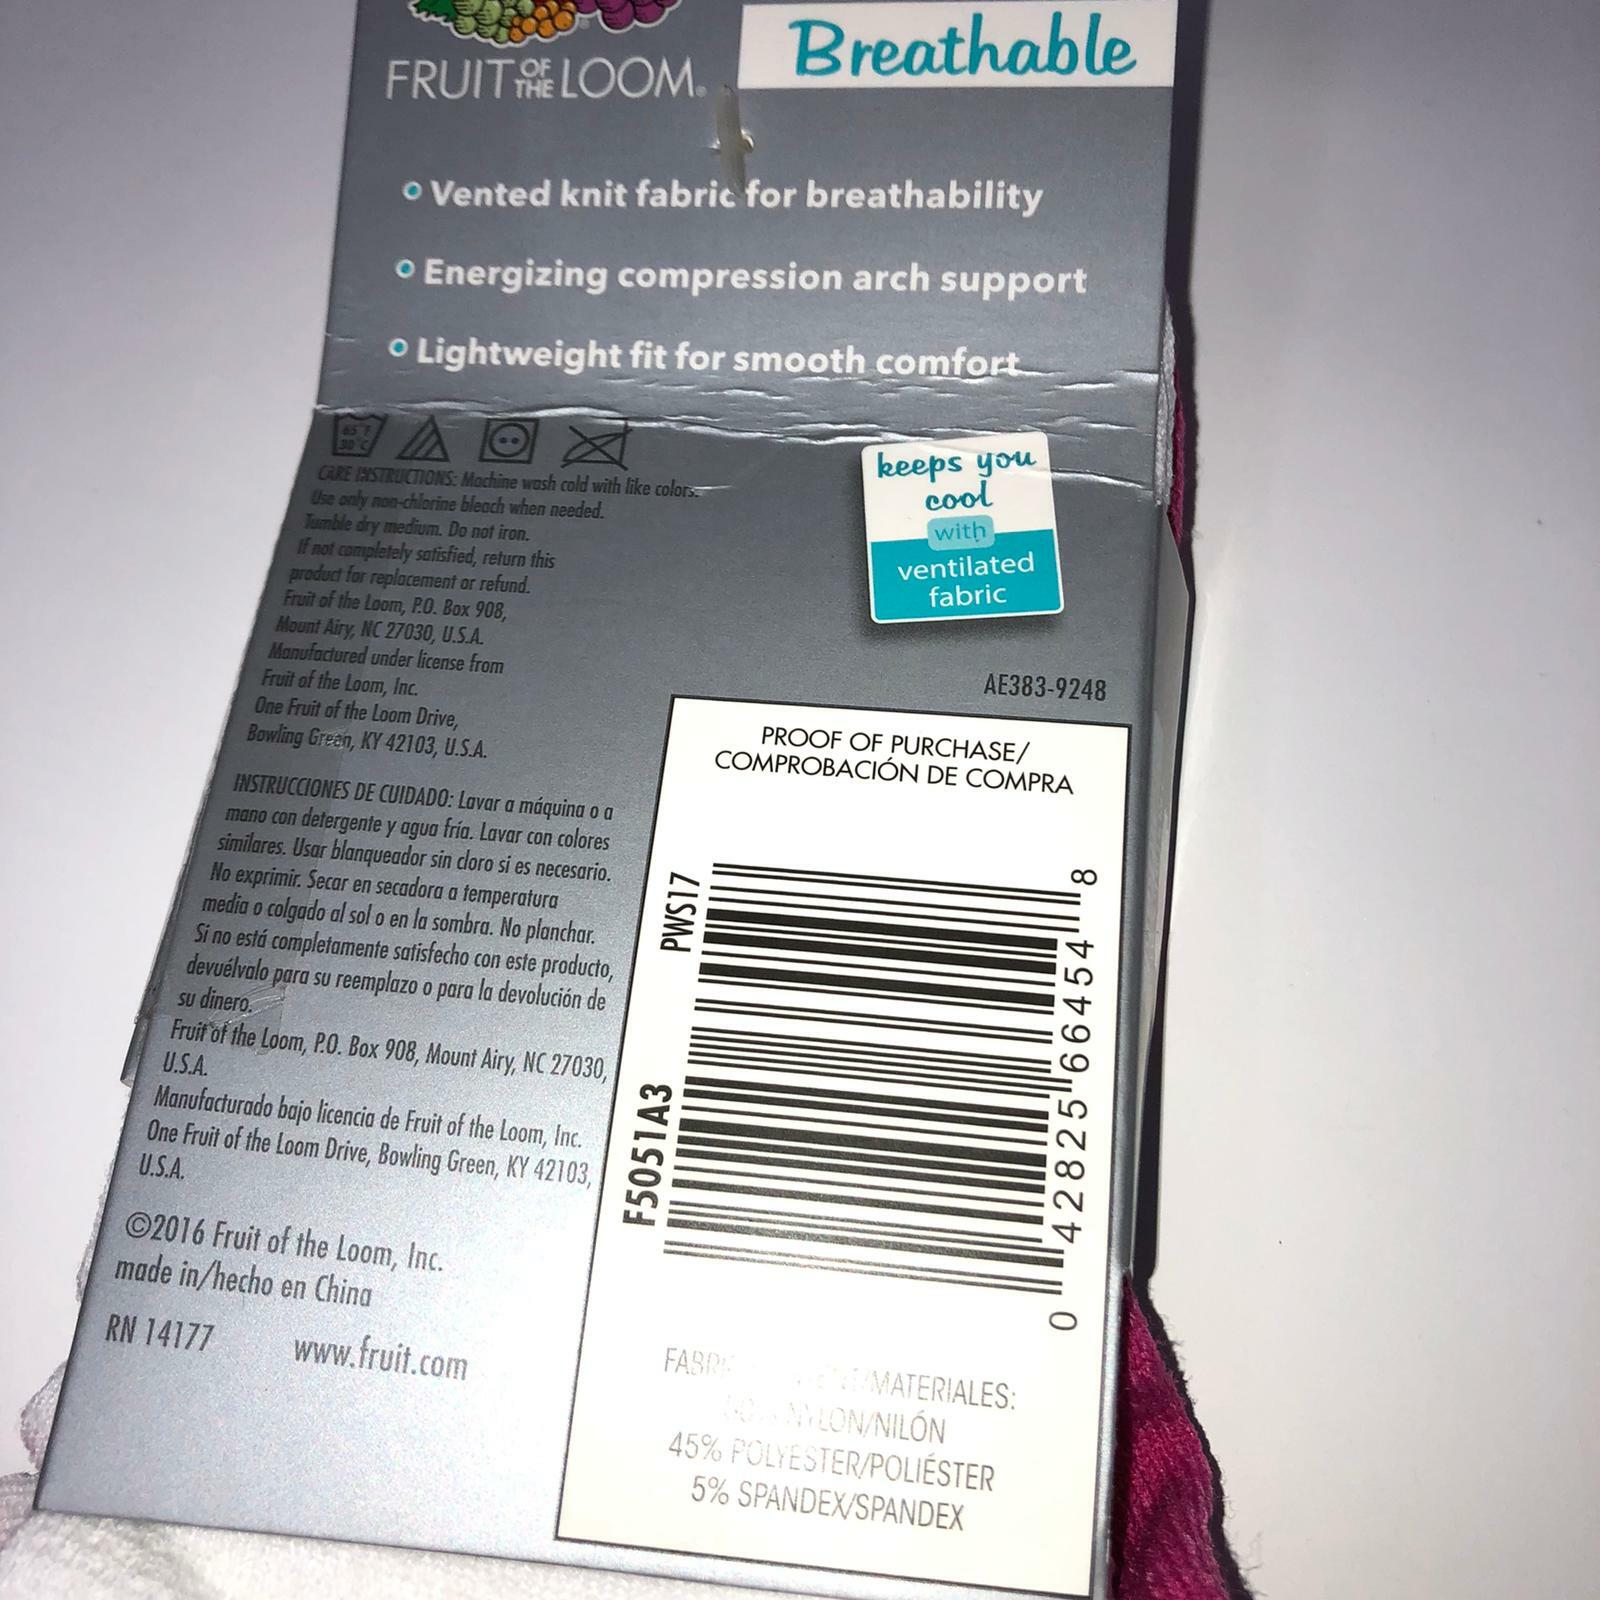 FRUIT OF THE LOOM®
Breathable
Vented knit fabric for breathability
Energizing compression arch support
Lightweight fit for smooth comfort
65°F
30°C
CARE INSTRUCTIONS: Machine wash cold with like colors.
Use only non-chlorine bleach when needed.
Tumble dry medium. Do not iron.
If not completely satisfied, return this
product for replacement or refund.
Fruit of the Loom, P.O. Box 908,
Mount Airy, NC 27030, U.S.A.
Manufactured under license from
Fruit of the Loom, Inc.
One Fruit of the Loom Drive,
Bowling Green, KY 42103, U.S.A.
keeps you
cool
with
ventilated
fabric
INSTRUCCIONES DE CUIDADO: Lavar a máquina o a
mano con detergente y agua fría. Lavar con colores
similares. Usar blanqueador sin cloro si es necesario.
No exprimir. Secar en secadora a temperatura
media o colgado al sol o en la sombra. No planchar.
Si no está completamente satisfecho con este producto,
devuélvalo para su reemplazo o para la devolución de
su dinero.
Fruit of the Loom, P.O. Box 908, Mount Airy, NC 27030,
U.S.A.
Manufacturado bajo licencia de Fruit of the Loom, Inc.
One Fruit of the Loom Drive, Bowling Green, KY 42103,
U.S.A.
©2016 Fruit of the Loom, Inc.
made in/hecho en China
RN 14177 www.fruit.com
AE383-9248
PROOF OF PURCHASE/
COMPROBACIÓN DE COMPRA
PWS17
F5051A3
0 42825 66454 8
/MATERIALES:
NYLON/NILÓN
45% POLYESTER/POLIÉSTER
5% SPANDEX/SPANDEX